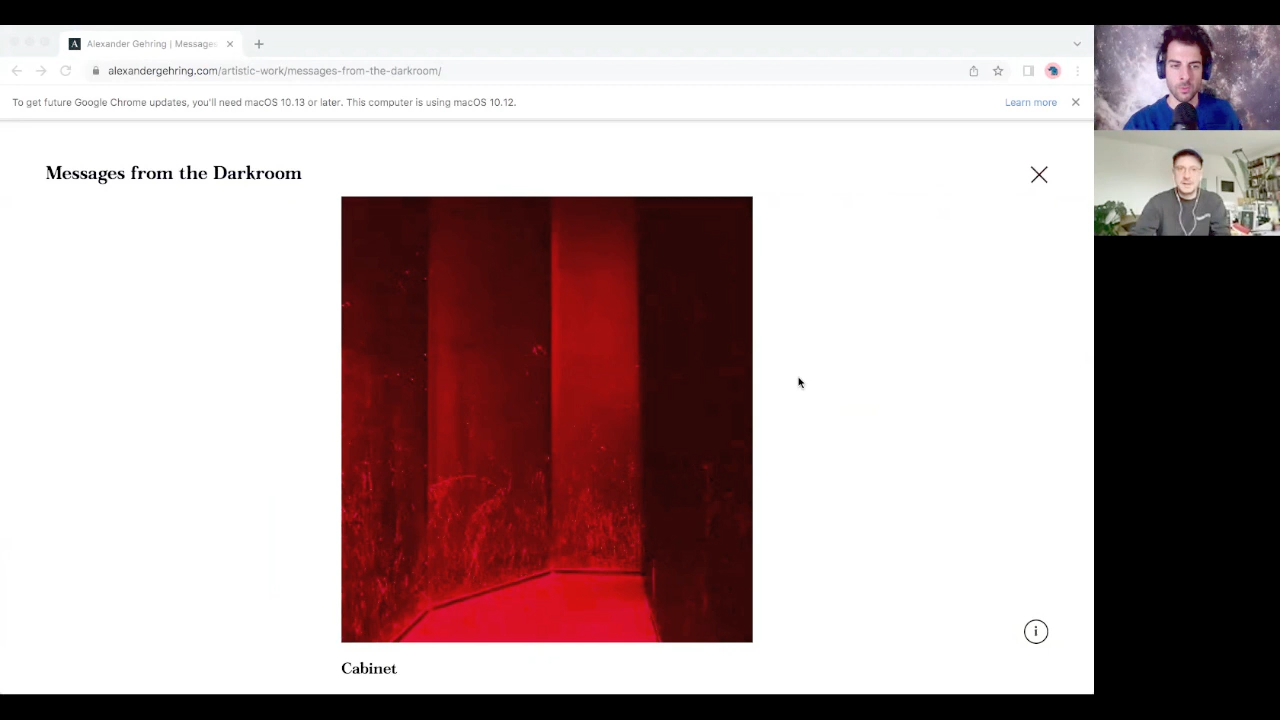 Alexander Gehring | Messages
alexandergehring.com/artistic-work/messages-from-the-darkroom/
To get future Google Chrome updates, you'll need macOS 10.13 or later. This computer is using macOS 10.12.
Learn more
Messages from the Darkroom
Cabinet